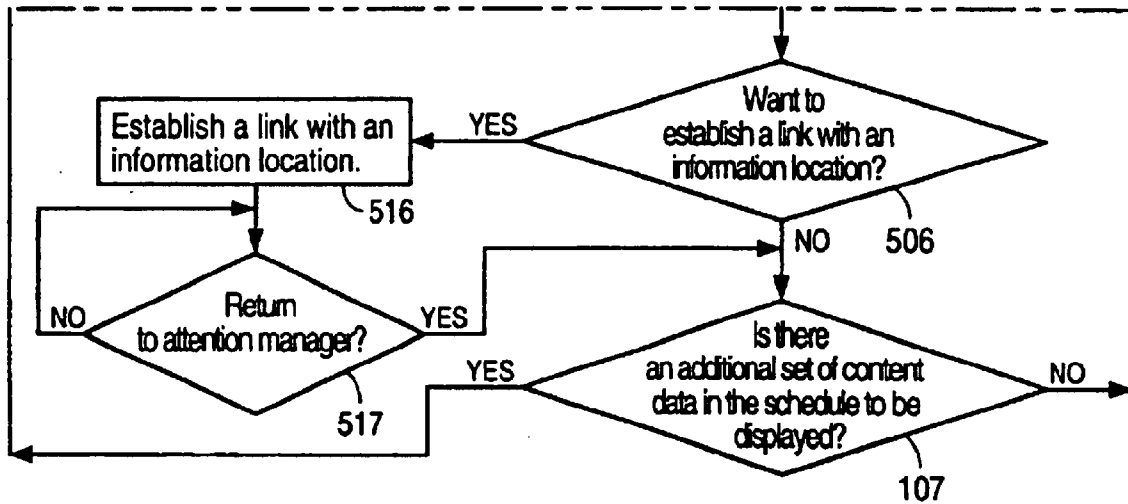 Want to
establish a link with an
information location?
506
YES
Establish a link with an
information location.
516
NO
Return
to attention manager?
517
NO
YES
Is there
an additional set of content
data in the schedule to be
displayed?
107
YES
NO